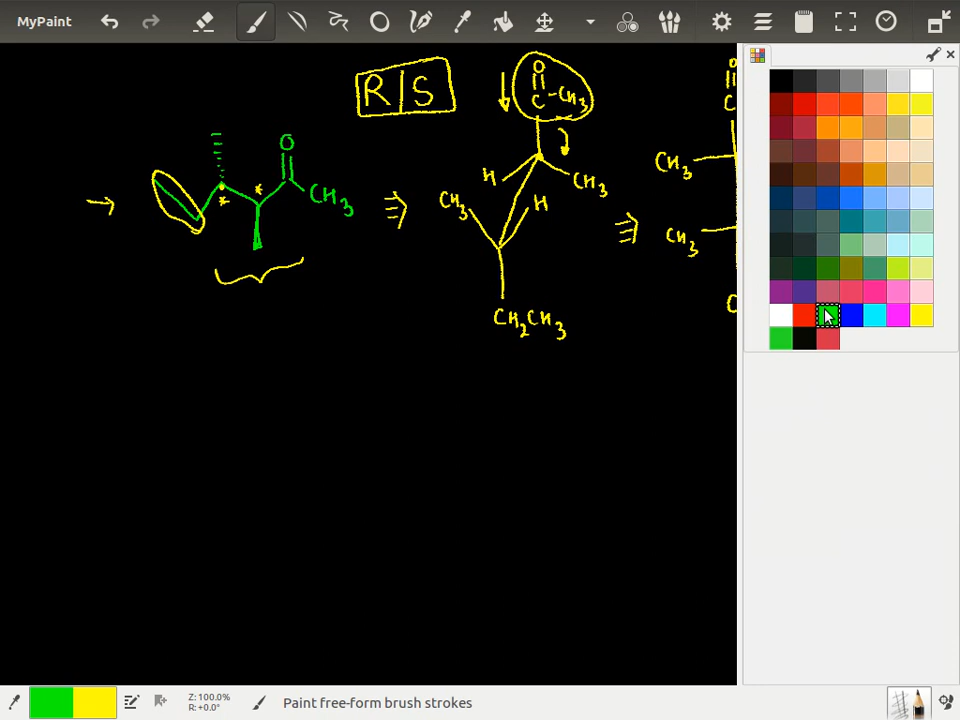 MyPaint
R|S
O
C-CH3
O
C
O
CH3
H
CH3
CH3
H
CH3
CH3
CH2CH3
C
Z: 100.0%
R: +0.0°
Paint free-form brush strokes